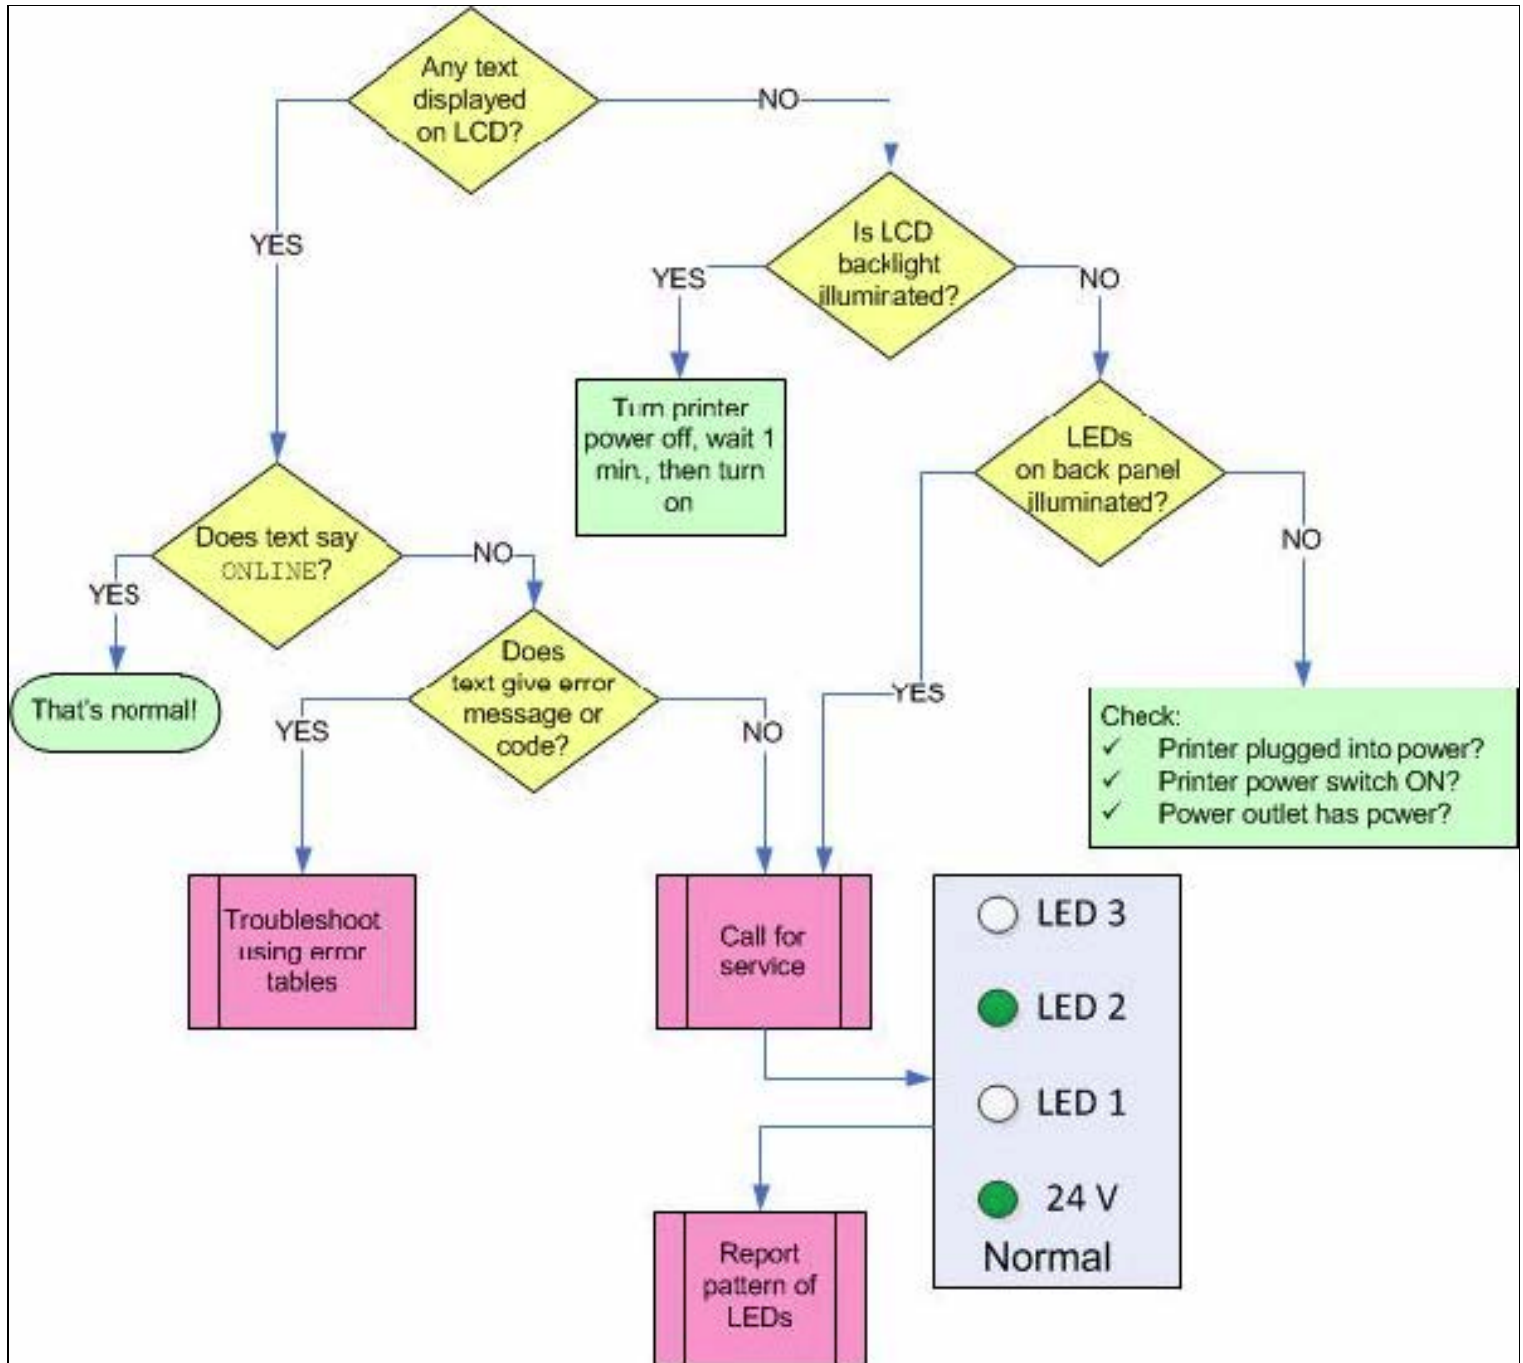 Any text
displayed
on LCD?
NO
YES
Is LCD
backlight
illuminated?
YES
NO
Turn printer
power off, wait 1
min., then turn
on
LEDs
on back panel
illuminated?
YES
NO
Does text say
ONLINE?
YES
NO
That's normal!
Does
text give error
message or
code?
YES
NO
Check:
✓ Printer plugged into power?
✓ Printer power switch ON?
✓ Power outlet has power?
Troubleshoot
using error
tables
Call for
service
LED 3
LED 2
LED 1
24 V
Normal
Report
pattern of
LEDs